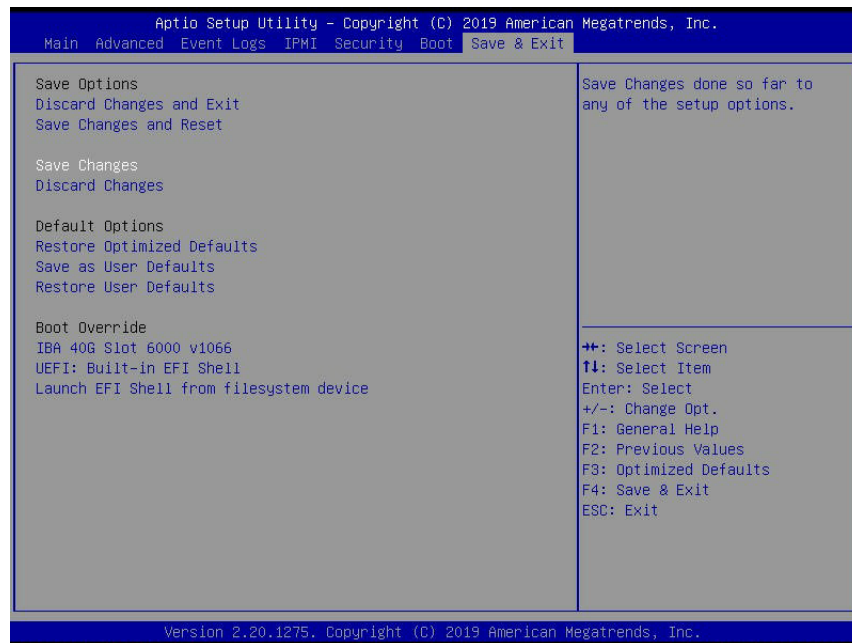 Aptio Setup Utility – Copyright (C) 2019 American Megatrends, Inc.
Main Advanced Event Logs IPMI Security Boot Save & Exit
Save Options
Discard Changes and Exit
Save Changes and Reset
Save Changes
Discard Changes
Default Options
Restore Optimized Defaults
Save as User Defaults
Restore User Defaults
Boot Override
IBA 40G Slot 6000 v1066
UEFI: Built-in EFI Shell
Launch EFI Shell from filesystem device
Save Changes done so far to
any of the setup options.
→←: Select Screen
↑↓: Select Item
Enter: Select
+/-: Change Opt.
F1: General Help
F2: Previous Values
F3: Optimized Defaults
F4: Save & Exit
ESC: Exit
Version 2.20.1275. Copyright (C) 2019 American Megatrends, Inc.